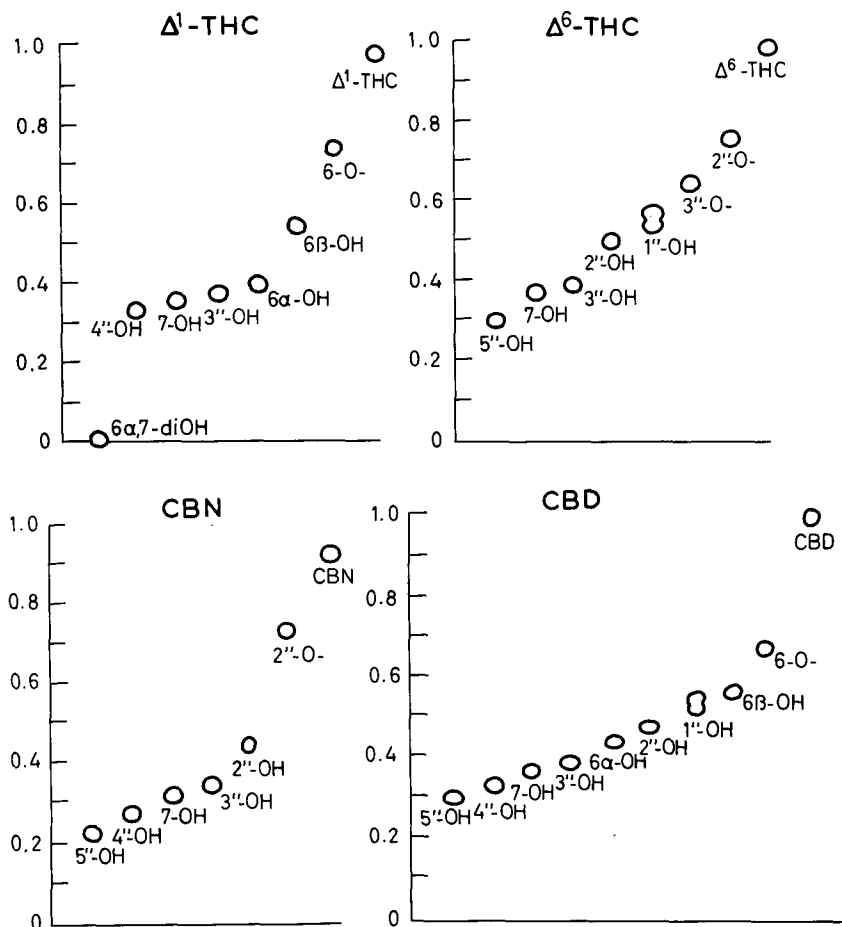 Δ¹-THC
1.0
0.8
0.6
0.4
0.2
0
Δ¹-THC
6-O-
6ß-OH
6α-OH
3"-OH
7-OH
4"-OH
6α,7-diOH
Δ⁶-THC
1.0
0.8
0.6
0.4
0.2
0
Δ⁶-THC
2"-O-
3"-O-
1"-OH
2"-OH
3"-OH
7-OH
5"-OH
CBN
1.0
0.8
0.6
0.4
0.2
0
CBN
2"-O-
2"-OH
3"-OH
7-OH
4"-OH
5"-OH
CBD
1.0
0.8
0.6
0.4
0.2
0
CBD
6-O-
6ß-OH
1"-OH
2"-OH
6α-OH
3"-OH
7-OH
4"-OH
5"-OH